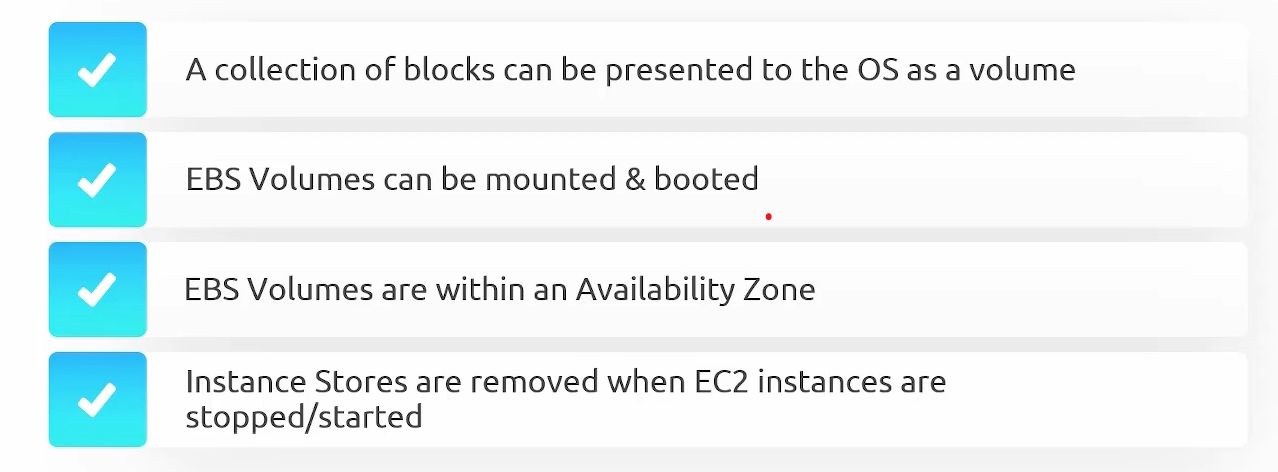 A collection of blocks can be presented to the OS as a volume
EBS Volumes can be mounted & booted
EBS Volumes are within an Availability Zone
Instance Stores are removed when EC2 instances are
stopped/started